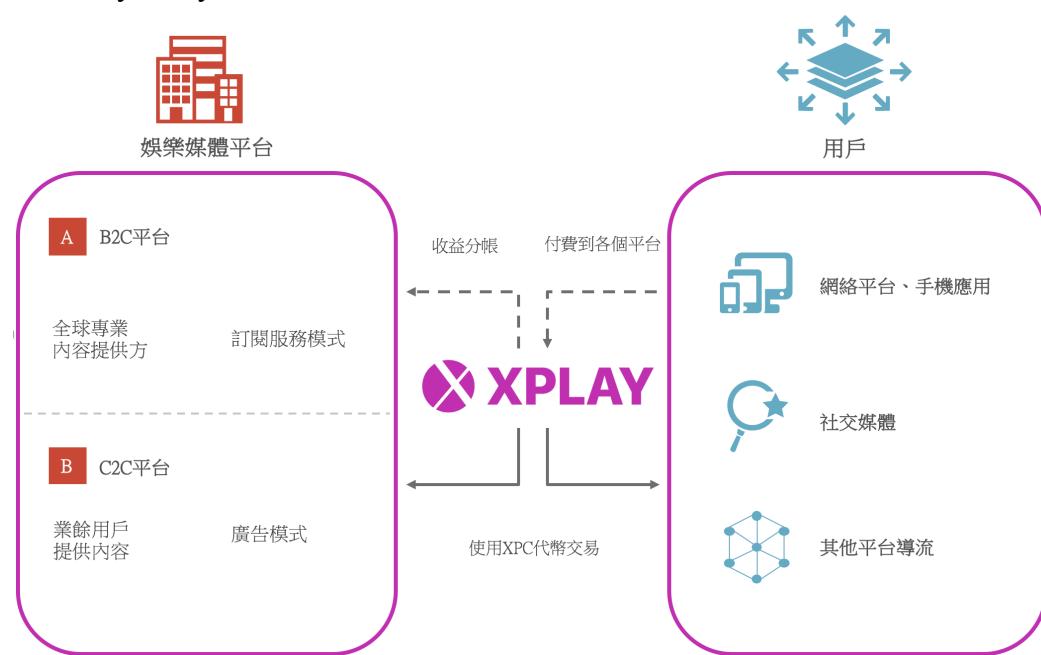 娛樂媒體平台
用戶
A B2C平台
全球專業
內容提供方
訂閱服務模式
B C2C平台
業餘用戶
提供內容
廣告模式
收益分帳
付費到各個平台
XPLAY
使用XPC代幣交易
網絡平台、手機應用
社交媒體
其他平台導流